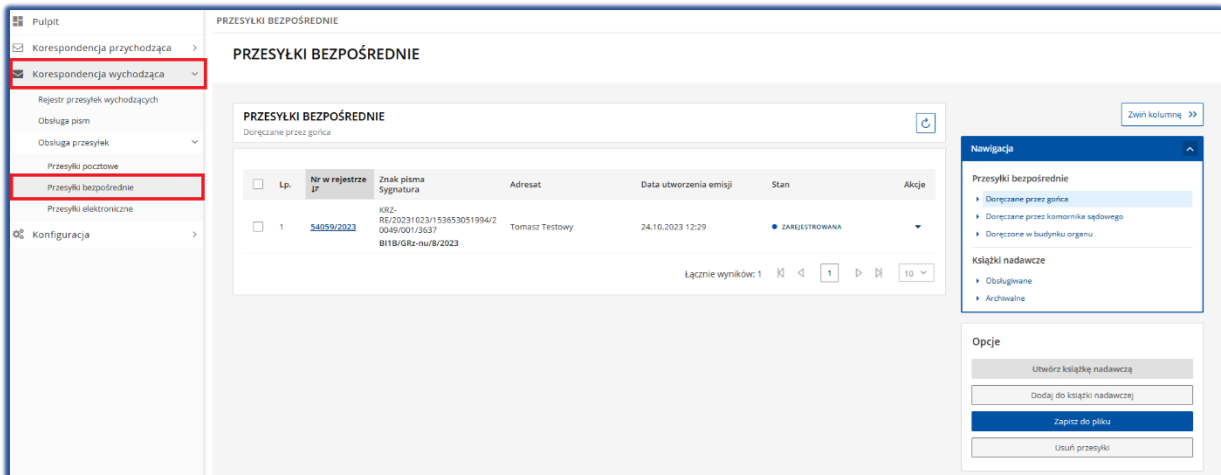 Pulpit
Korespondencja przychodząca
Korespondencja wychodząca
Rejestr przesyłek wychodzących
Obsługa pism
Obsługa przesyłek
Przesyłki pocztowe
Przesyłki bezpośrednie
Przesyłki elektroniczne
Konfiguracja
PRZESYŁKI BEZPOŚREDNIE
PRZESYŁKI BEZPOŚREDNIE
PRZESYŁKI BEZPOŚREDNIE
Doręczane przez gońca
Lp. Nr w rejestrze Znak pisma Sygnatura Adresat Data utworzenia emisji Stan Akcje
1 54059/2023 KRZ-
RE/20231023/153653051994/2
0049/001/3637
BI1B/GRz-nu/8/2023 Tomasz Testowy 24.10.2023 12:29 ZAREJESTROWANA
Łącznie wyników: 1 1 10
Zwiń kolumnę
Nawigacja
Przesyłki bezpośrednie
Doręczane przez gońca
Doręczane przez komornika sądowego
Doręczone w budynku organu
Książki nadawcze
Obsługiwane
Archiwalne
Opcje
Utwórz książkę nadawczą
Dodaj do książki nadawczej
Zapisz do pliku
Usuń przesyłki